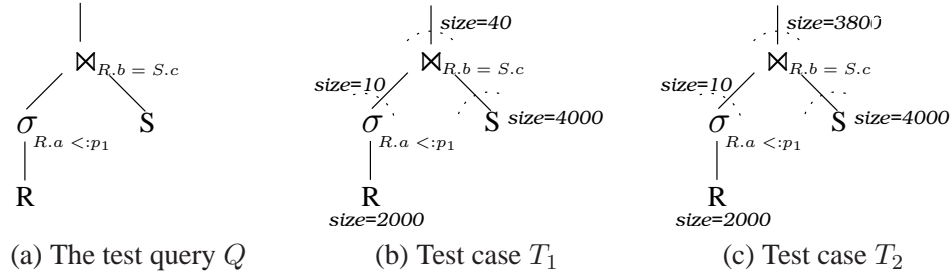 size=40
size=3800
⋈ R.b = S.c
⋈ R.b = S.c
⋈ R.b = S.c
size=10
size=10
σ R.a <:p₁
S
σ R.a <:p₁
S
size=4000
σ R.a <:p₁
S
size=4000
R
R
R
size=2000
size=2000
(a) The test query Q
(b) Test case T₁
(c) Test case T₂